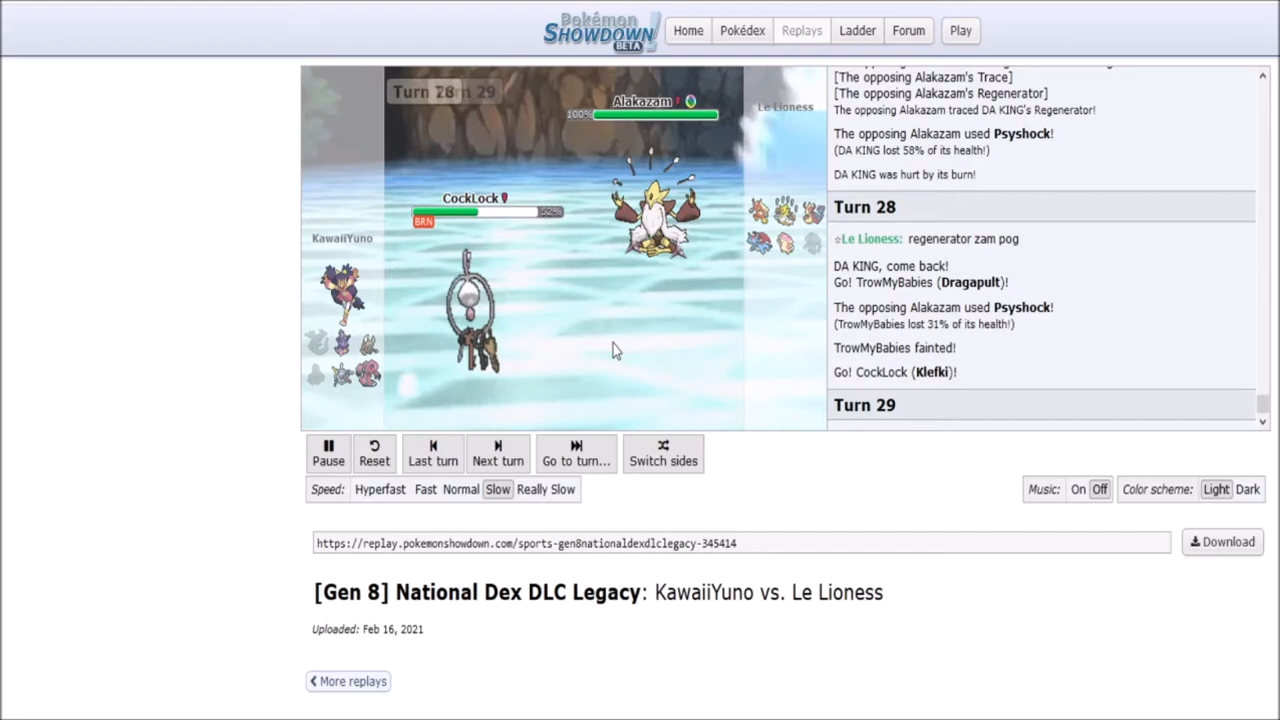 Pokémon
SHOWDOWN!
BETA
Home
Pokédex
Replays
Ladder
Forum
Play
Turn 29
Alakazam
100%
Le Lioness
CockLock
52%
BRN
KawaiiYuno
[The opposing Alakazam's Trace]
[The opposing Alakazam's Regenerator]
The opposing Alakazam traced DA KING's Regenerator!
The opposing Alakazam used Psyshock!
(DA KING lost 58% of its health!)
DA KING was hurt by its burn!
Turn 28
☆Le Lioness: regenerator zam pog
DA KING, come back!
Go! TrowMyBabies (Dragapult)!
The opposing Alakazam used Psyshock!
(TrowMyBabies lost 31% of its health!)
TrowMyBabies fainted!
Go! CockLock (Klefki)!
Turn 29
Pause
Reset
Last turn
Next turn
Go to turn...
Switch sides
Speed: Hyperfast Fast Normal Slow Really Slow
Music: On Off
Color scheme: Light Dark
https://replay.pokemonshowdown.com/sports-gen8nationaldexdlclegacy-345414
Download
[Gen 8] National Dex DLC Legacy: KawaiiYuno vs. Le Lioness
Uploaded: Feb 16, 2021
More replays